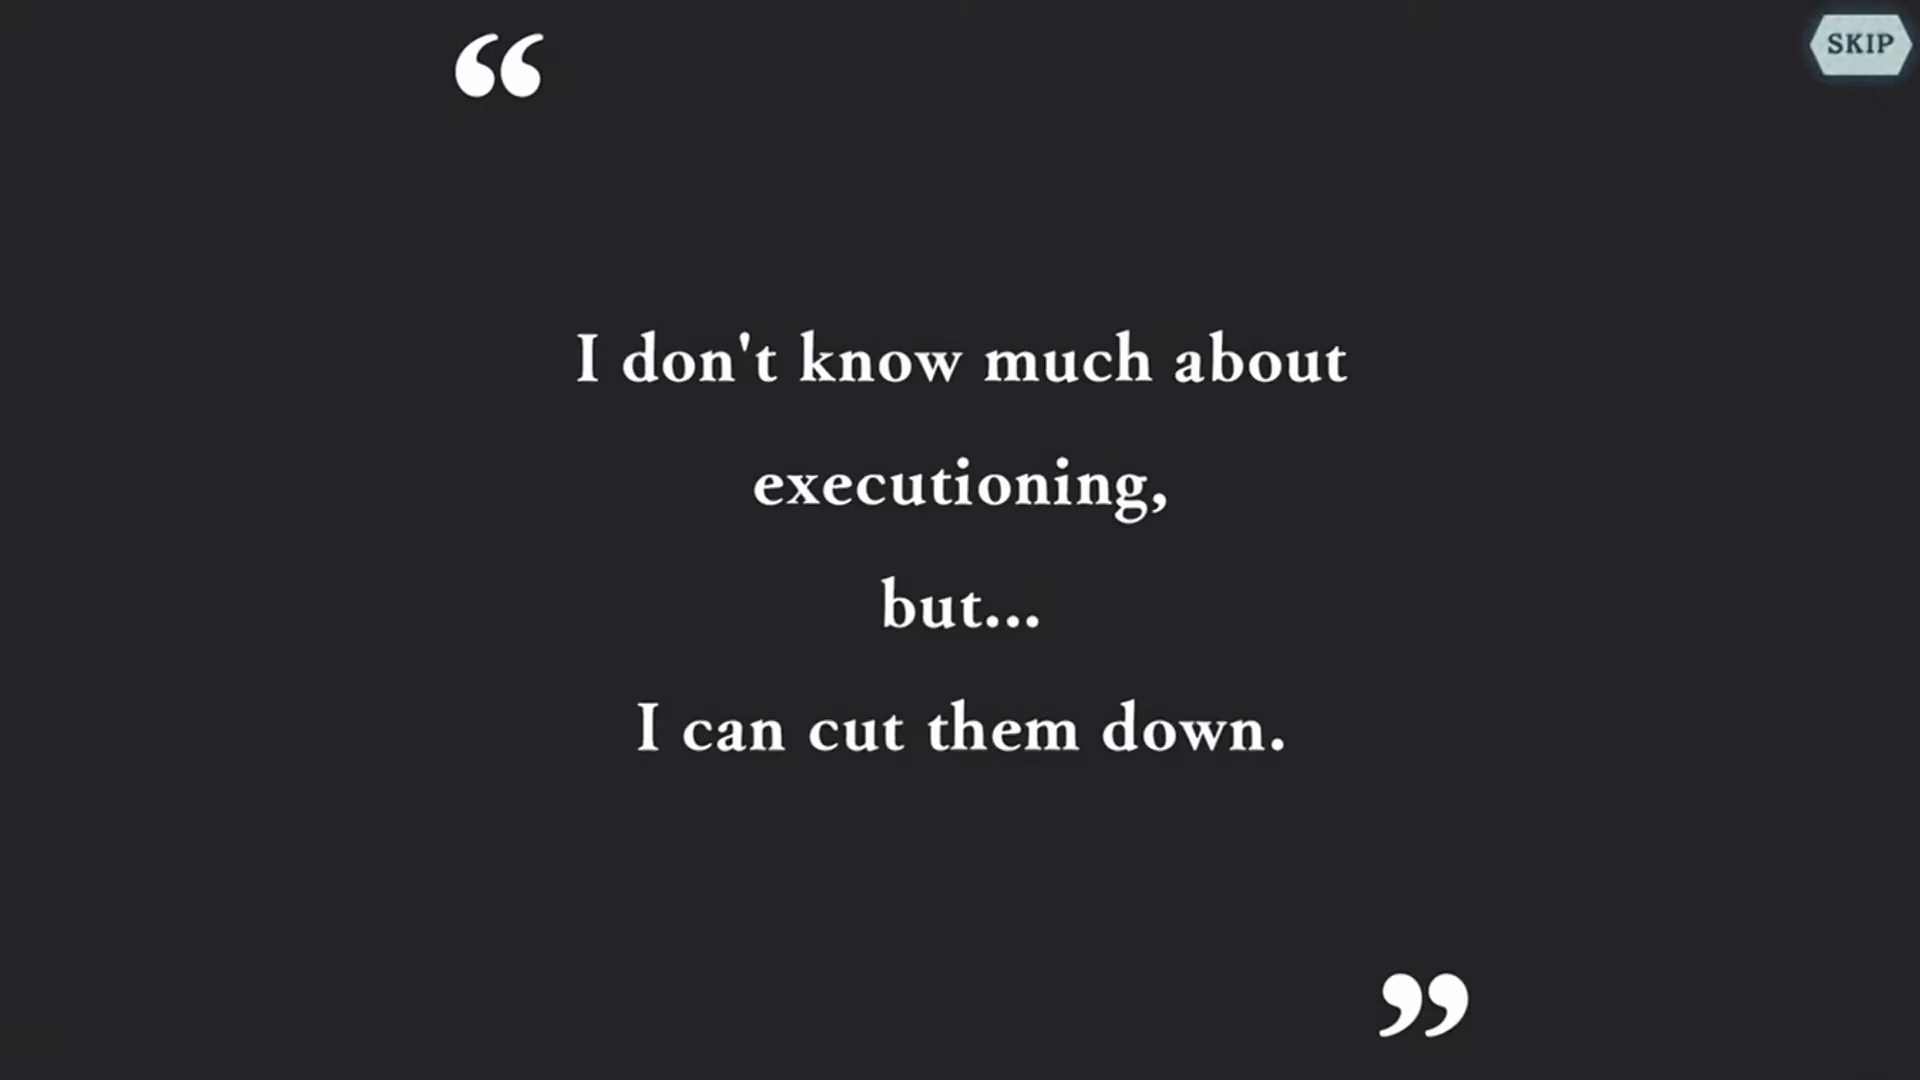 SKIP
“
I don't know much about
executioning,
but...
I can cut them down.
”